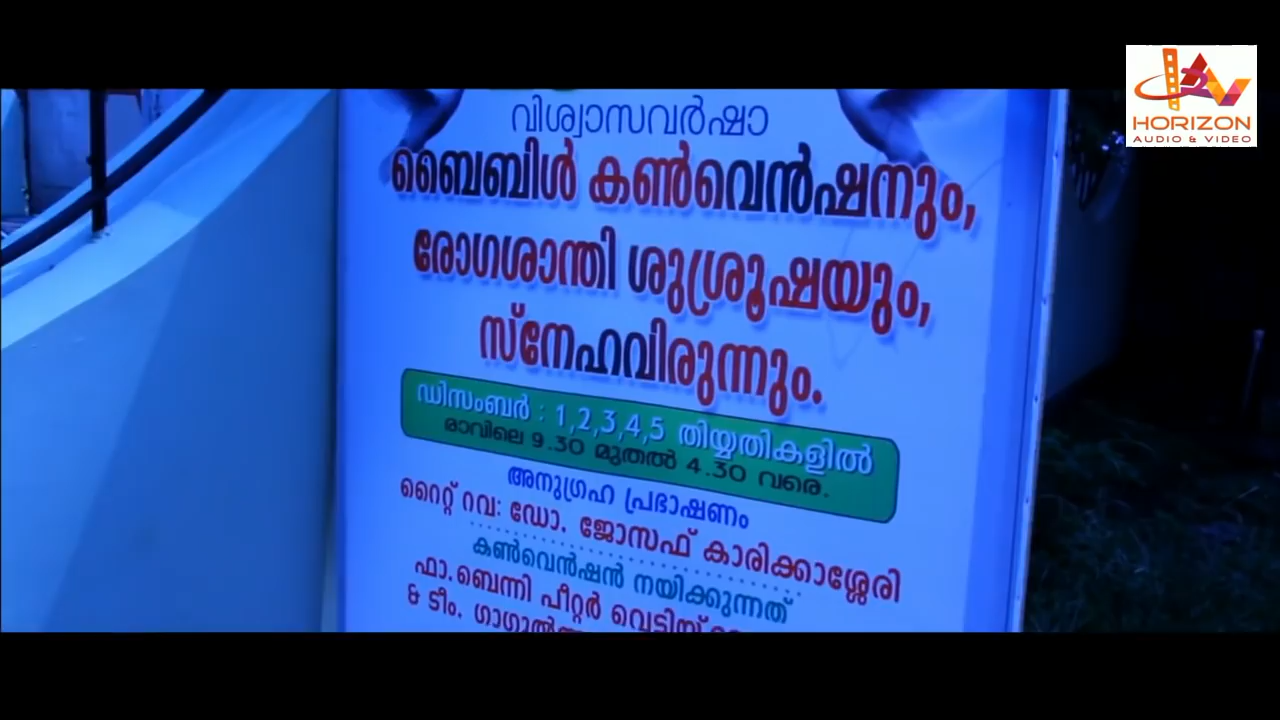 HORIZON
AUDIO & VIDEO
വിശ്വാസവർഷാ
ബൈബിൾ കൺവെൻഷനും,
രോഗശാന്തി ശുശ്രൂഷയും,
സ്നേഹവിരുന്നും.
ഡിസംബർ : 1,2,3,4,5 തിയ്യതികളിൽ
രാവിലെ 9.30 മുതൽ 4.30 വരെ.
അനുഗ്രഹ പ്രഭാഷണം
റൈറ്റ് റവ: ഡോ. ജോസഫ് കാരിക്കാശ്ശേരി
കൺവെൻഷൻ നയിക്കുന്നത്
ഫാ. ബെന്നി പീറ്റർ
& ടീം.